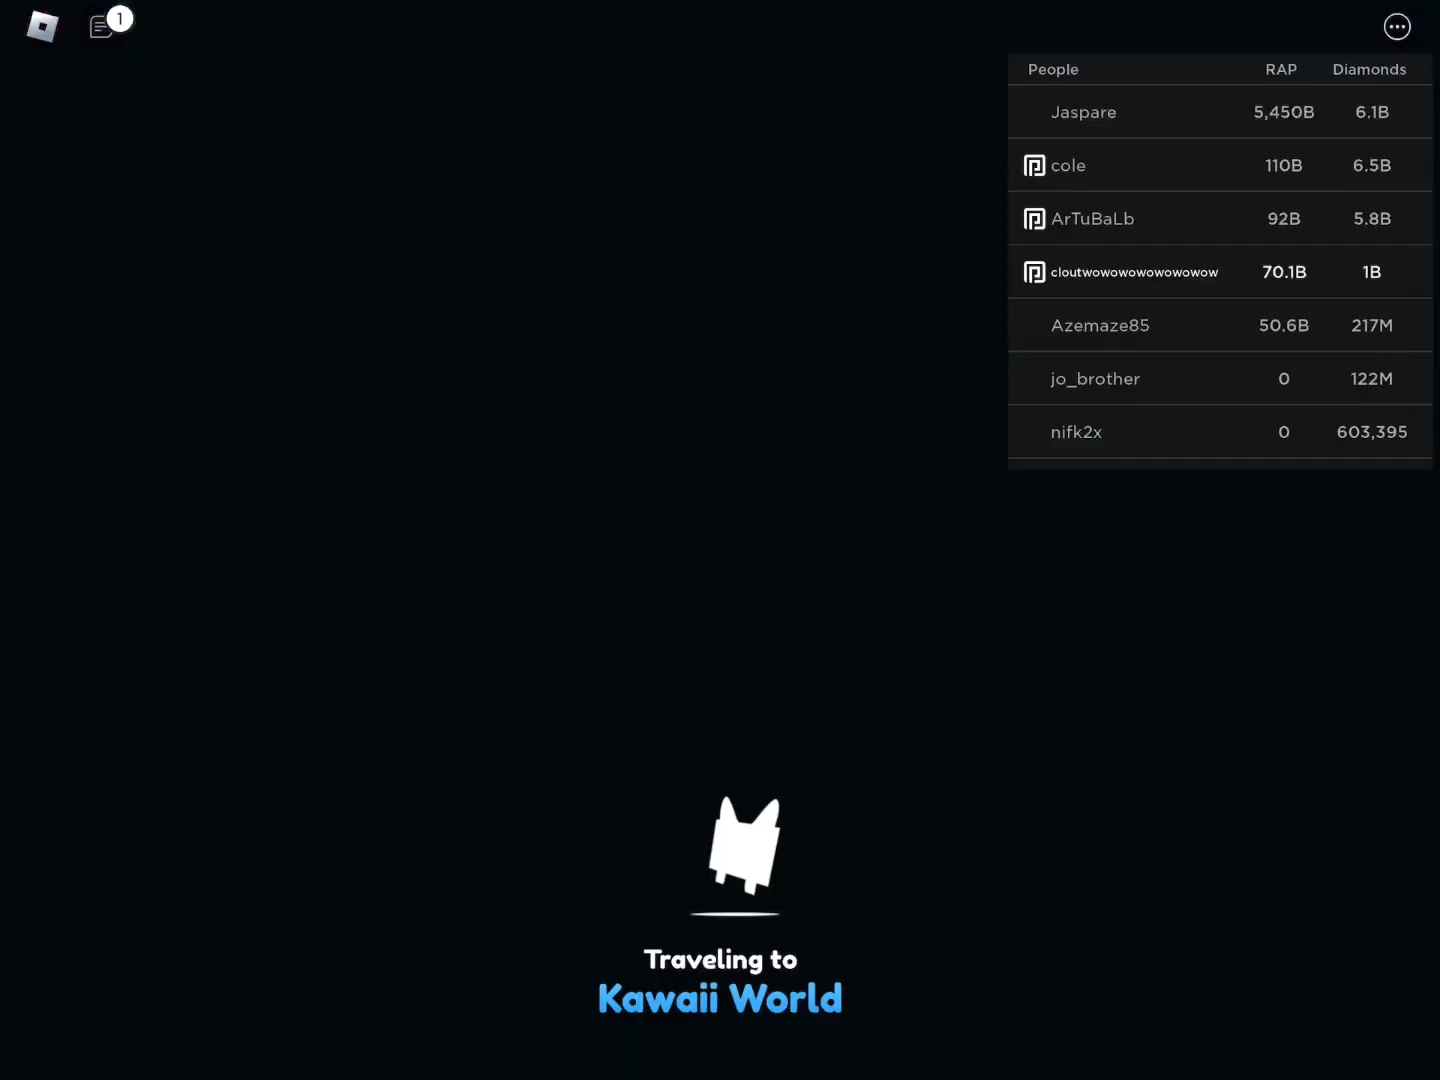 1
People RAP Diamonds
Jaspare 5,450B 6.1B
cole 110B 6.5B
ArTuBaLb 92B 5.8B
cloutwowowowowowowow 70.1B 1B
Azemaze85 50.6B 217M
jo_brother 0 122M
nifk2x 0 603,395
Traveling to
Kawaii World